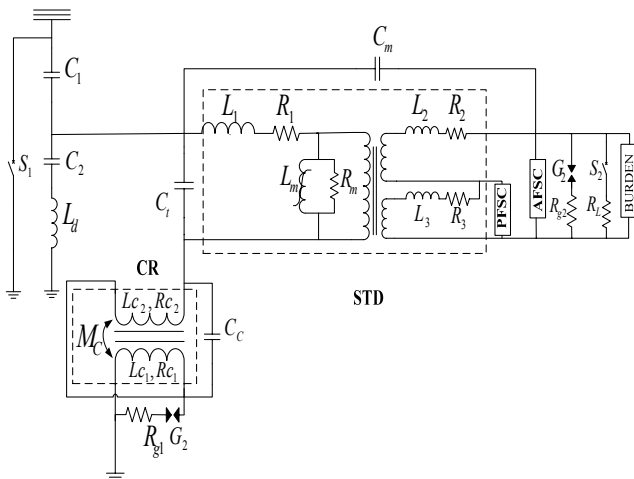 C_m
C_1
L_1
R_1
L_2
R_2
S_1
C_2
L_m
R_m
G_2
S_2
BURDEN
C_t
AFSC
PFSC
L_d
L_3
R_3
R_g2
R_L
CR
STD
Lc_2, Rc_2
M_C
C_C
Lc_1, Rc_1
R_g1
G_2